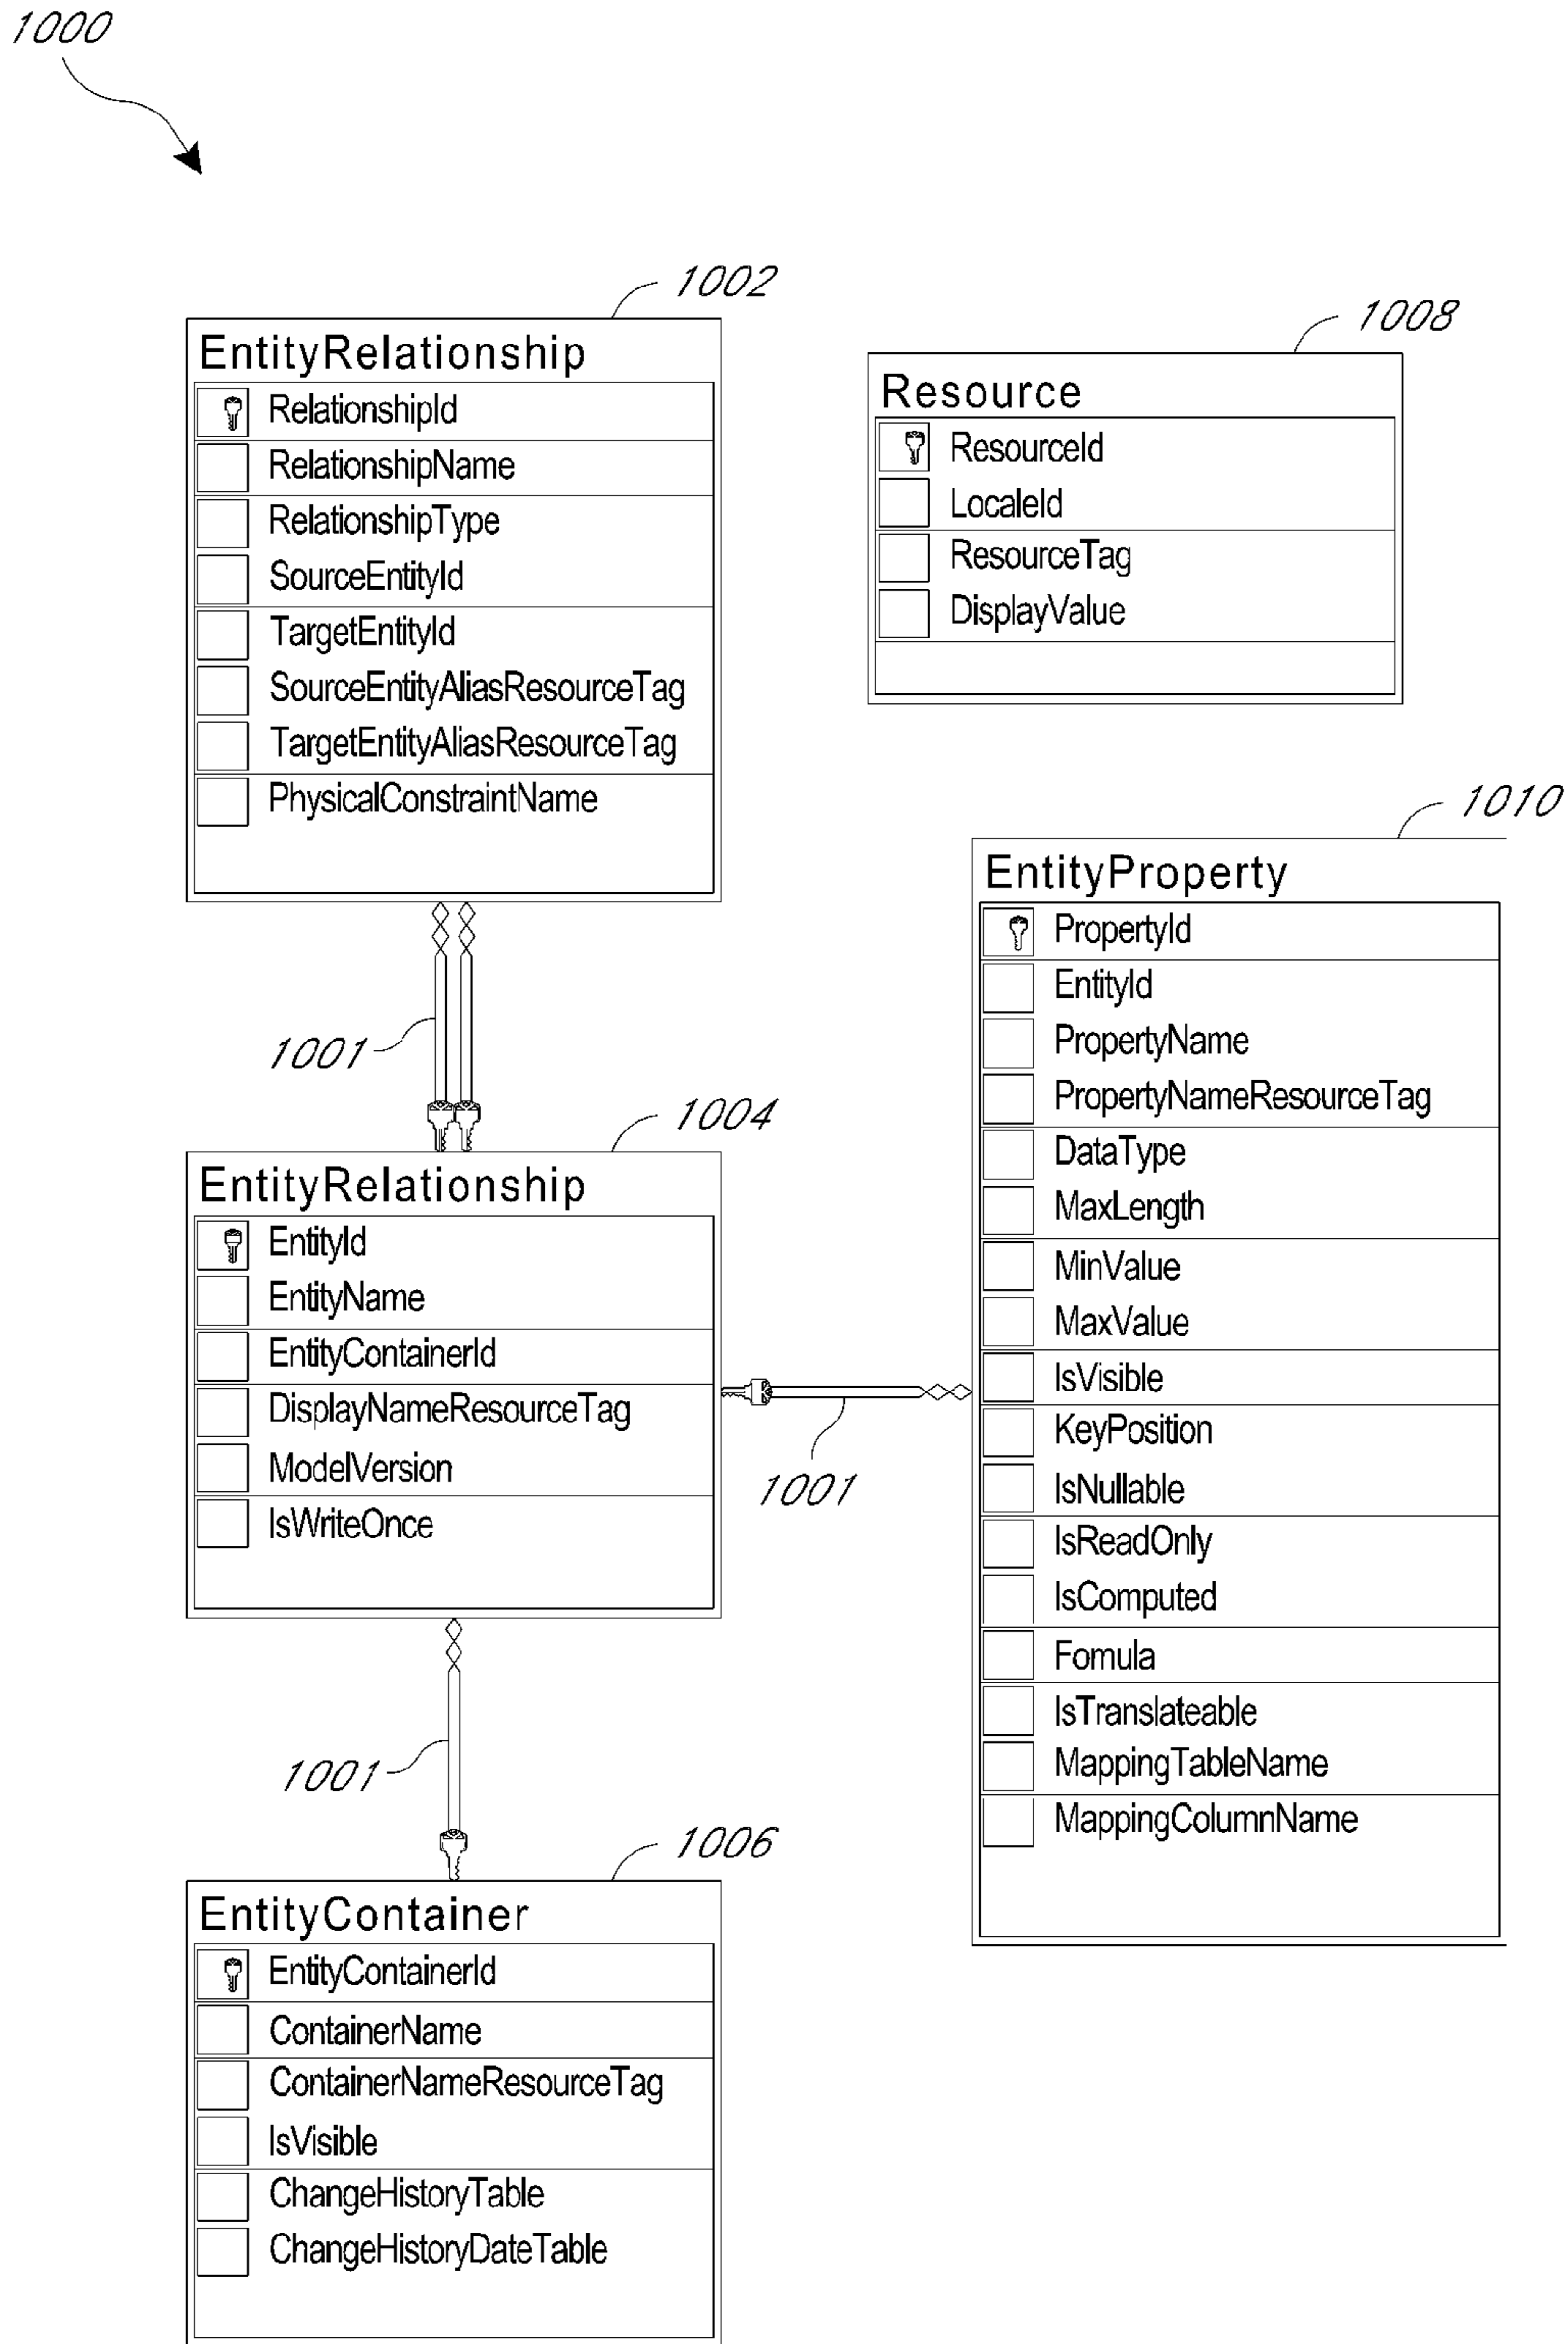 1000
1002
EntityRelationship
RelationshipId
RelationshipName
RelationshipType
SourceEntityId
TargetEntityId
SourceEntityAliasResourceTag
TargetEntityAliasResourceTag
PhysicalConstraintName
1008
Resource
ResourceId
LocaleId
ResourceTag
DisplayValue
1001
1004
EntityRelationship
EntityId
EntityName
EntityContainerId
DisplayNameResourceTag
ModelVersion
IsWriteOnce
1001
1010
EntityProperty
PropertyId
EntityId
PropertyName
PropertyNameResourceTag
DataType
MaxLength
MinValue
MaxValue
IsVisible
KeyPosition
IsNullable
IsReadOnly
IsComputed
Fomula
IsTranslateable
MappingTableName
MappingColumnName
1001
1006
EntityContainer
EntityContainerId
ContainerName
ContainerNameResourceTag
IsVisible
ChangeHistoryTable
ChangeHistoryDateTable